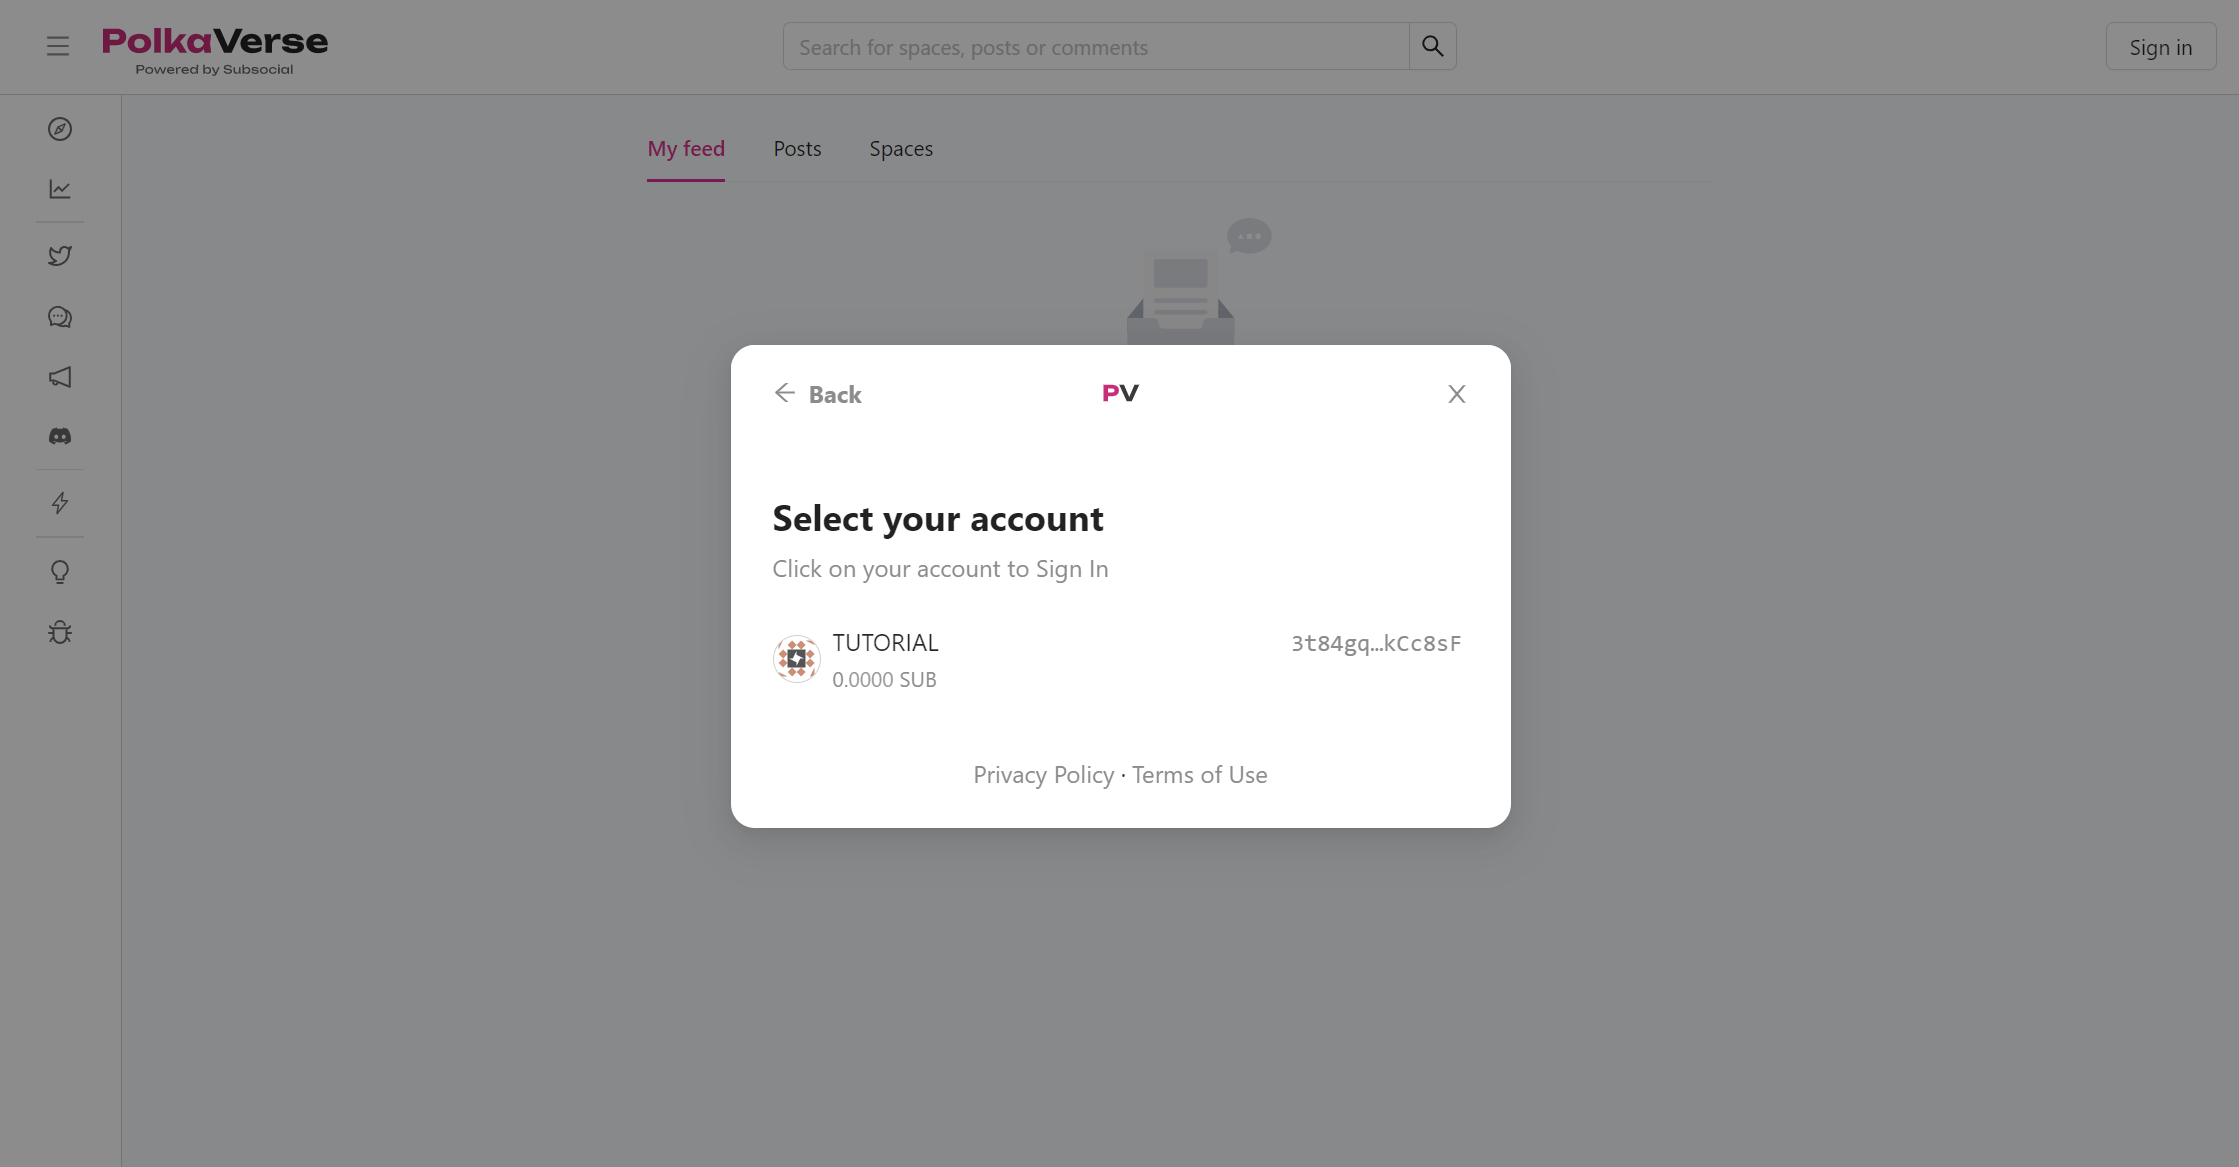 PolkaVerse
Powered by Subsocial
Search for spaces, posts or comments
Sign in
My feed
Posts
Spaces
Back
PV
X
Select your account
Click on your account to Sign In
TUTORIAL
3t84gq…kCc8sF
0.0000 SUB
Privacy Policy · Terms of Use